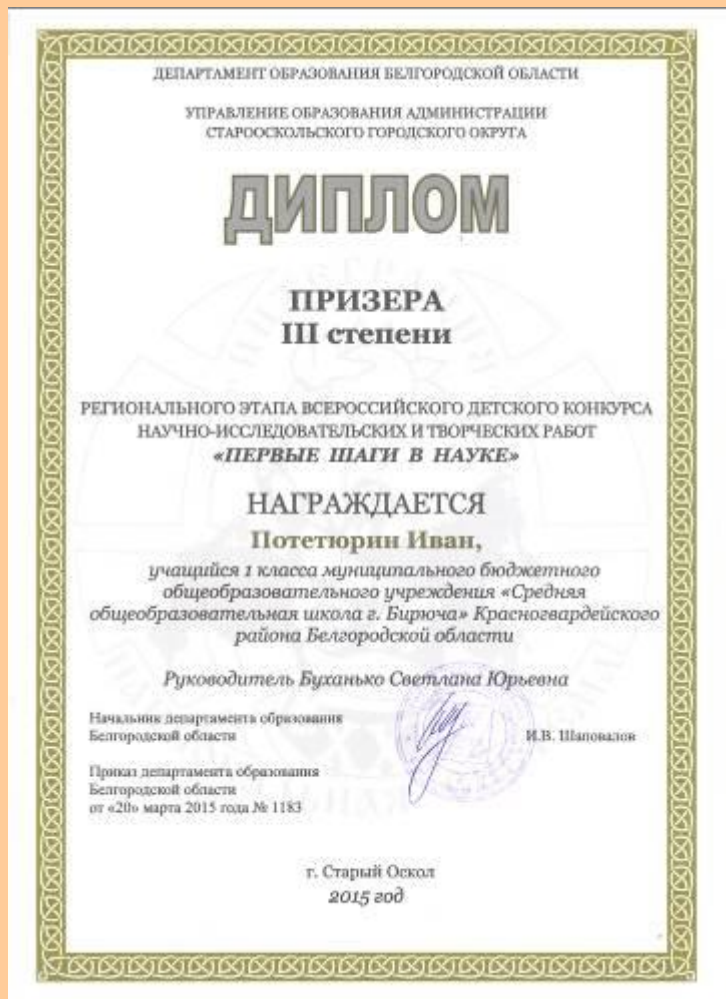 ДЕПАРТАМЕНТ ОБРАЗОВАНИЯ БЕЛГОРОДСКОЙ ОБЛАСТИ
УПРАВЛЕНИЕ ОБРАЗОВАНИЯ АДМИНИСТРАЦИИ
СТАРООСКОЛЬСКОГО ГОРОДСКОГО ОКРУГА
ДИПЛОМ
ПРИЗЕРА
III степени
РЕГИОНАЛЬНОГО ЭТАПА ВСЕРОССИЙСКОГО ДЕТСКОГО КОНКУРСА
НАУЧНО-ИССЛЕДОВАТЕЛЬСКИХ И ТВОРЧЕСКИХ РАБОТ
«ПЕРВЫЕ ШАГИ В НАУКЕ»
НАГРАЖДАЕТСЯ
Потетюрин Иван,
учащийся 1 класса муниципального бюджетного
общеобразовательного учреждения «Средняя
общеобразовательная школа г. Бирюча» Красногвардейского
района Белгородской области
Руководитель Буханько Светлана Юрьевна
Начальник департамента образования
Белгородской области
И.В. Шаповалов
Приказ департамента образования
Белгородской области
от «20» марта 2015 года № 1183
г. Старый Оскол
2015 год